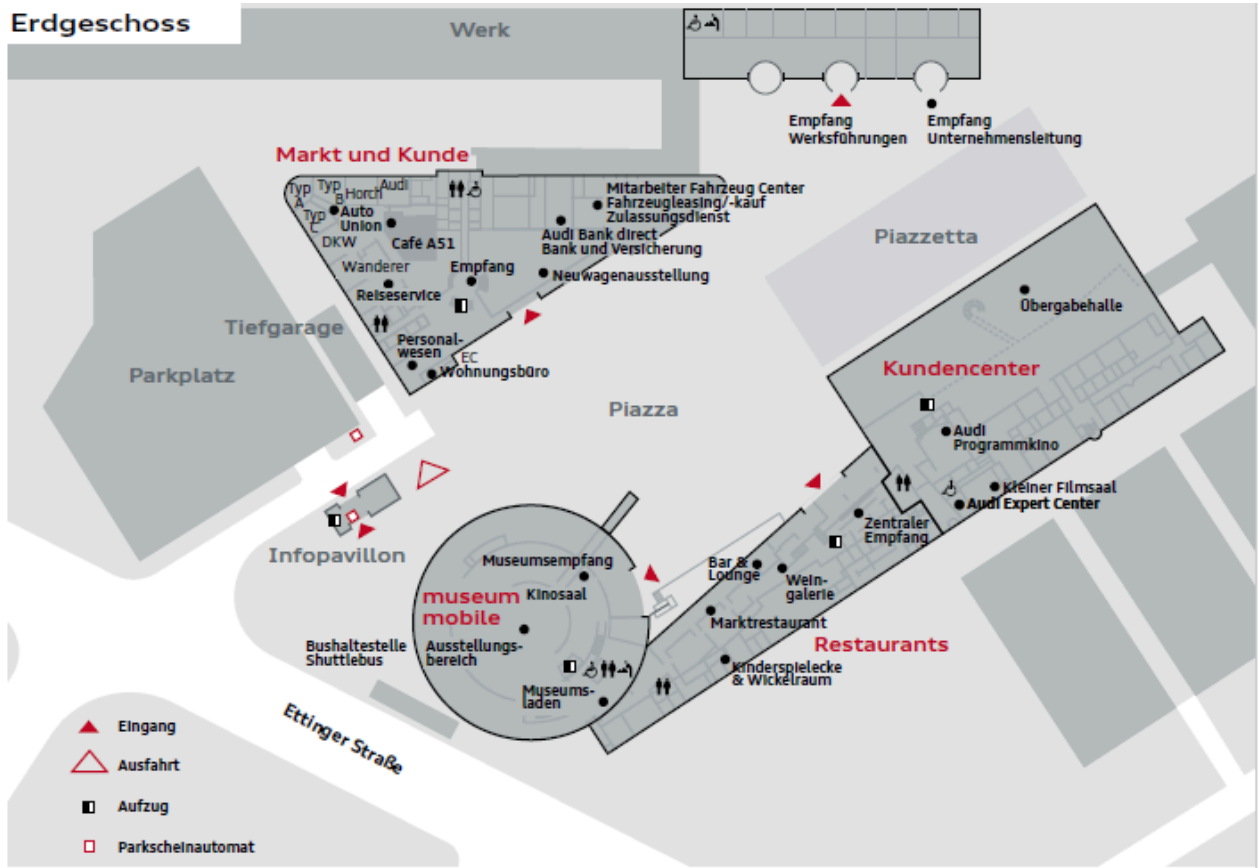 Erdgeschoss
Werk
Empfang
Werksführungen
Empfang
Unternehmensleitung
Markt und Kunde
Typ
A
Typ
B
Horch
Audi
Typ
C
Auto
Union
DKW
Café A51
Mitarbeiter Fahrzeug Center
Fahrzeugleasing/-kauf
Zulassungsdienst
Audi Bank direct
Bank und Versicherung
Wanderer
Empfang
Neuwagenausstellung
Reiseservice
Personal-
wesen
EC
Wohnungsbüro
Tiefgarage
Parkplatz
Piazza
Piazzetta
Übergabehalle
Kundencenter
Audi
Programmkino
Kleiner Filmsaal
Audi Expert Center
Zentraler
Empfang
Infopavillon
Museumsempfang
Kinosaal
museum
mobile
Ausstellungs-
bereich
Museums-
laden
Bar &
Lounge
Wein-
galerie
Marktrestaurant
Restaurants
Kinderspielecke
& Wickelraum
Bushaltestelle
Shuttlebus
Ettinger Straße
Eingang
Ausfahrt
Aufzug
Parkscheinautomat